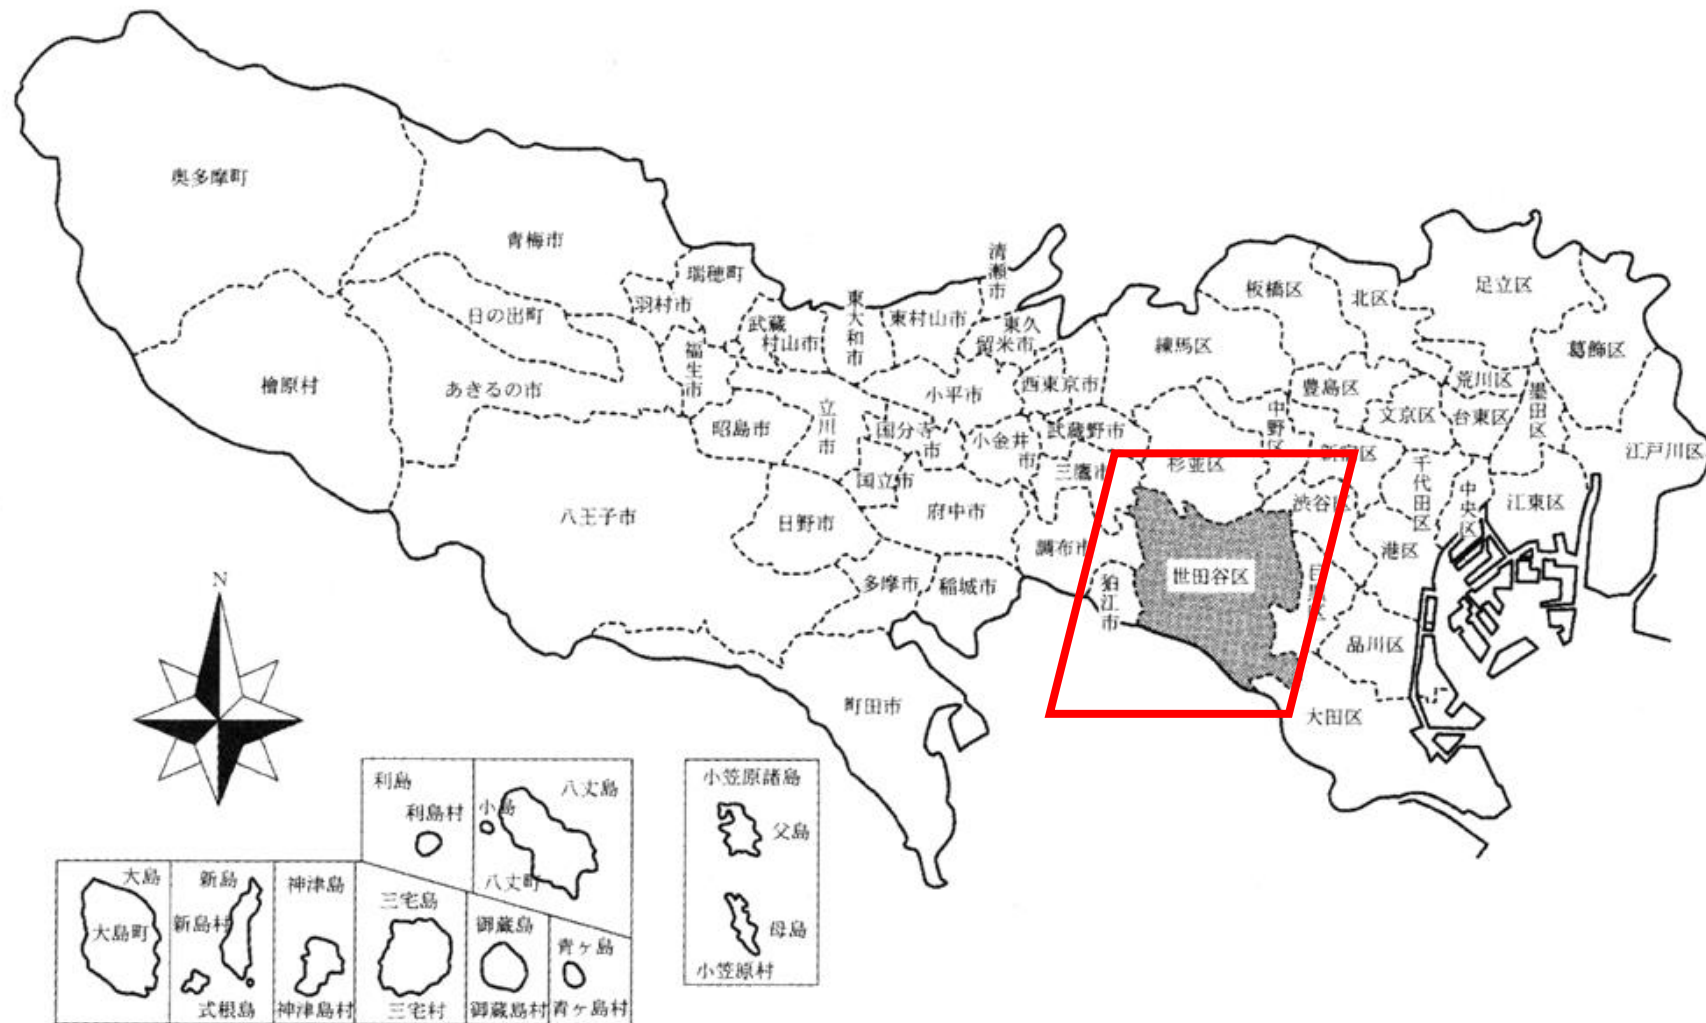 奥多摩町
青梅市
瑞穂町
羽村市
日の出町
福生市
武蔵
村山市
東大和市
東村山市
清瀬市
東久
留米市
西東京市
小平市
檜原村
あきるの市
昭島市
立川市
国分寺
市
小金井
市
武蔵野市
三鷹市
国立市
府中市
八王子市
日野市
調布市
多摩市
稲城市
狛江市
町田市
板橋区
北区
足立区
練馬区
葛飾区
豊島区
荒川区
中野区
文京区
台東区
墨田区
江戸川区
杉並区
新宿区
千代田区
中央区
江東区
渋谷区
港区
世田谷区
目黒区
品川区
大田区
N
利島
利島村
小島
八丈島
八丈町
小笠原諸島
父島
母島
小笠原村
大島
大島町
新島
新島村
式根島
神津島
神津島村
三宅島
三宅村
御蔵島
御蔵島村
青ヶ島
青ヶ島村